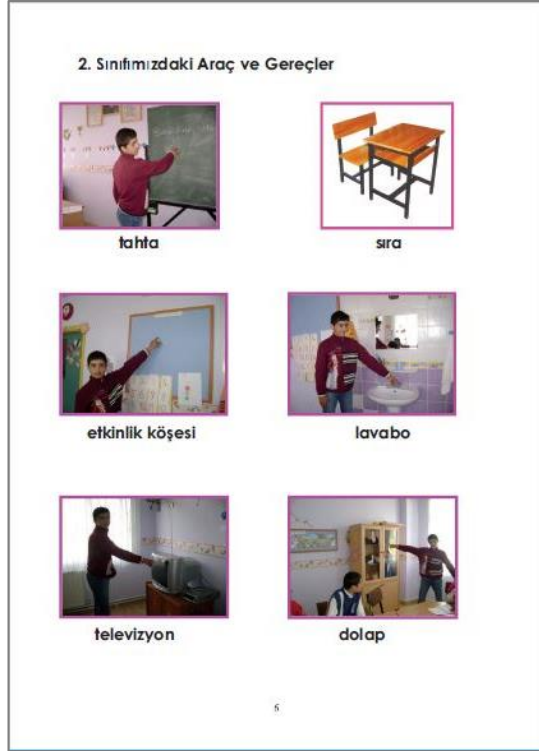 2. Sınıfımızdaki Araç ve Gereçler
tahta
sıra
etkinlik köşesi
lavabo
televizyon
dolap
6